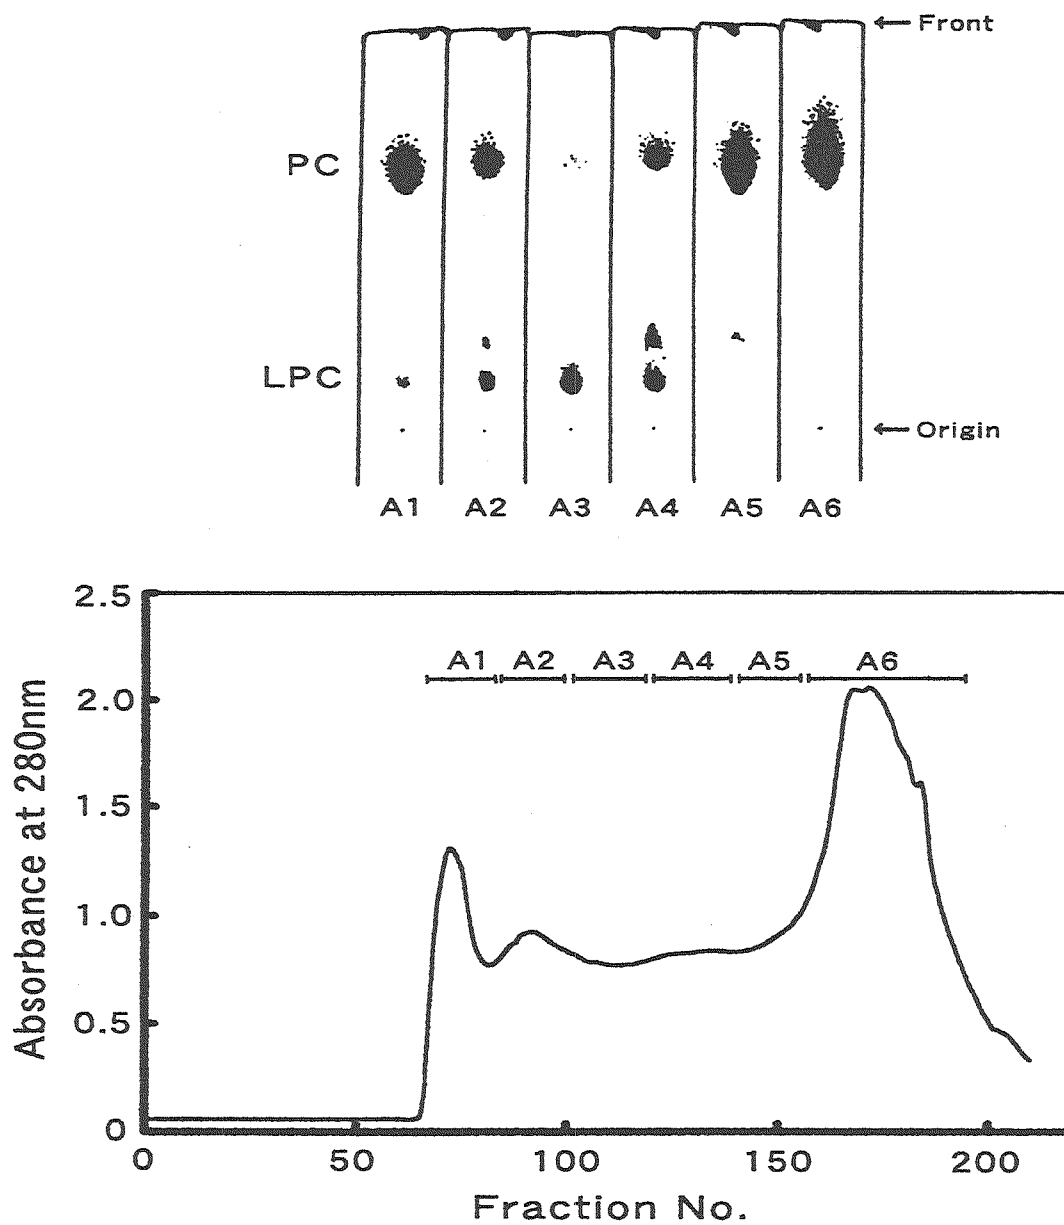 Front
PC
LPC
Origin
A1 A2 A3 A4 A5 A6
2.5
A1 A2 A3 A4 A5 A6
2.0
1.5
1.0
0.5
0
Absorbance at 280nm
0 50 100 150 200
Fraction No.